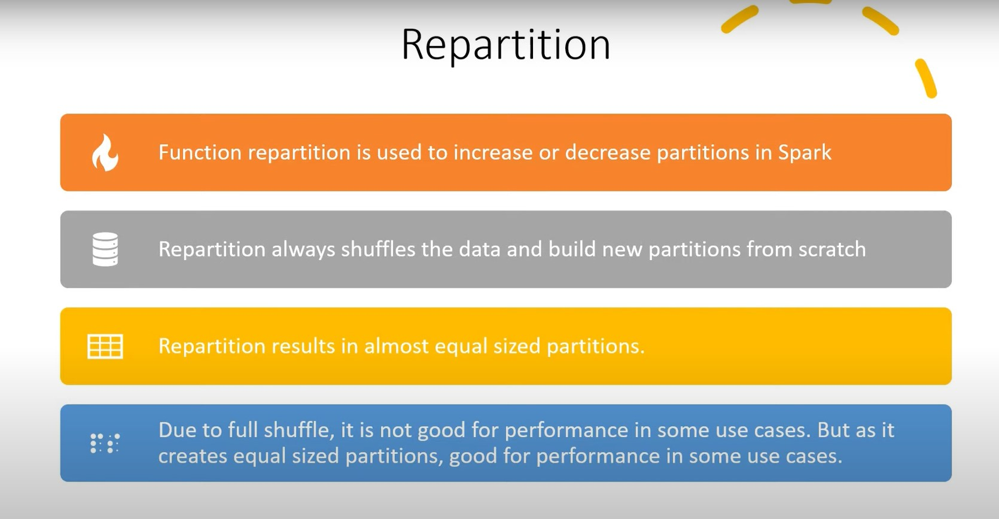 Repartition
Function repartition is used to increase or decrease partitions in Spark
Repartition always shuffles the data and build new partitions from scratch
Repartition results in almost equal sized partitions.
Due to full shuffle, it is not good for performance in some use cases. But as it
creates equal sized partitions, good for performance in some use cases.